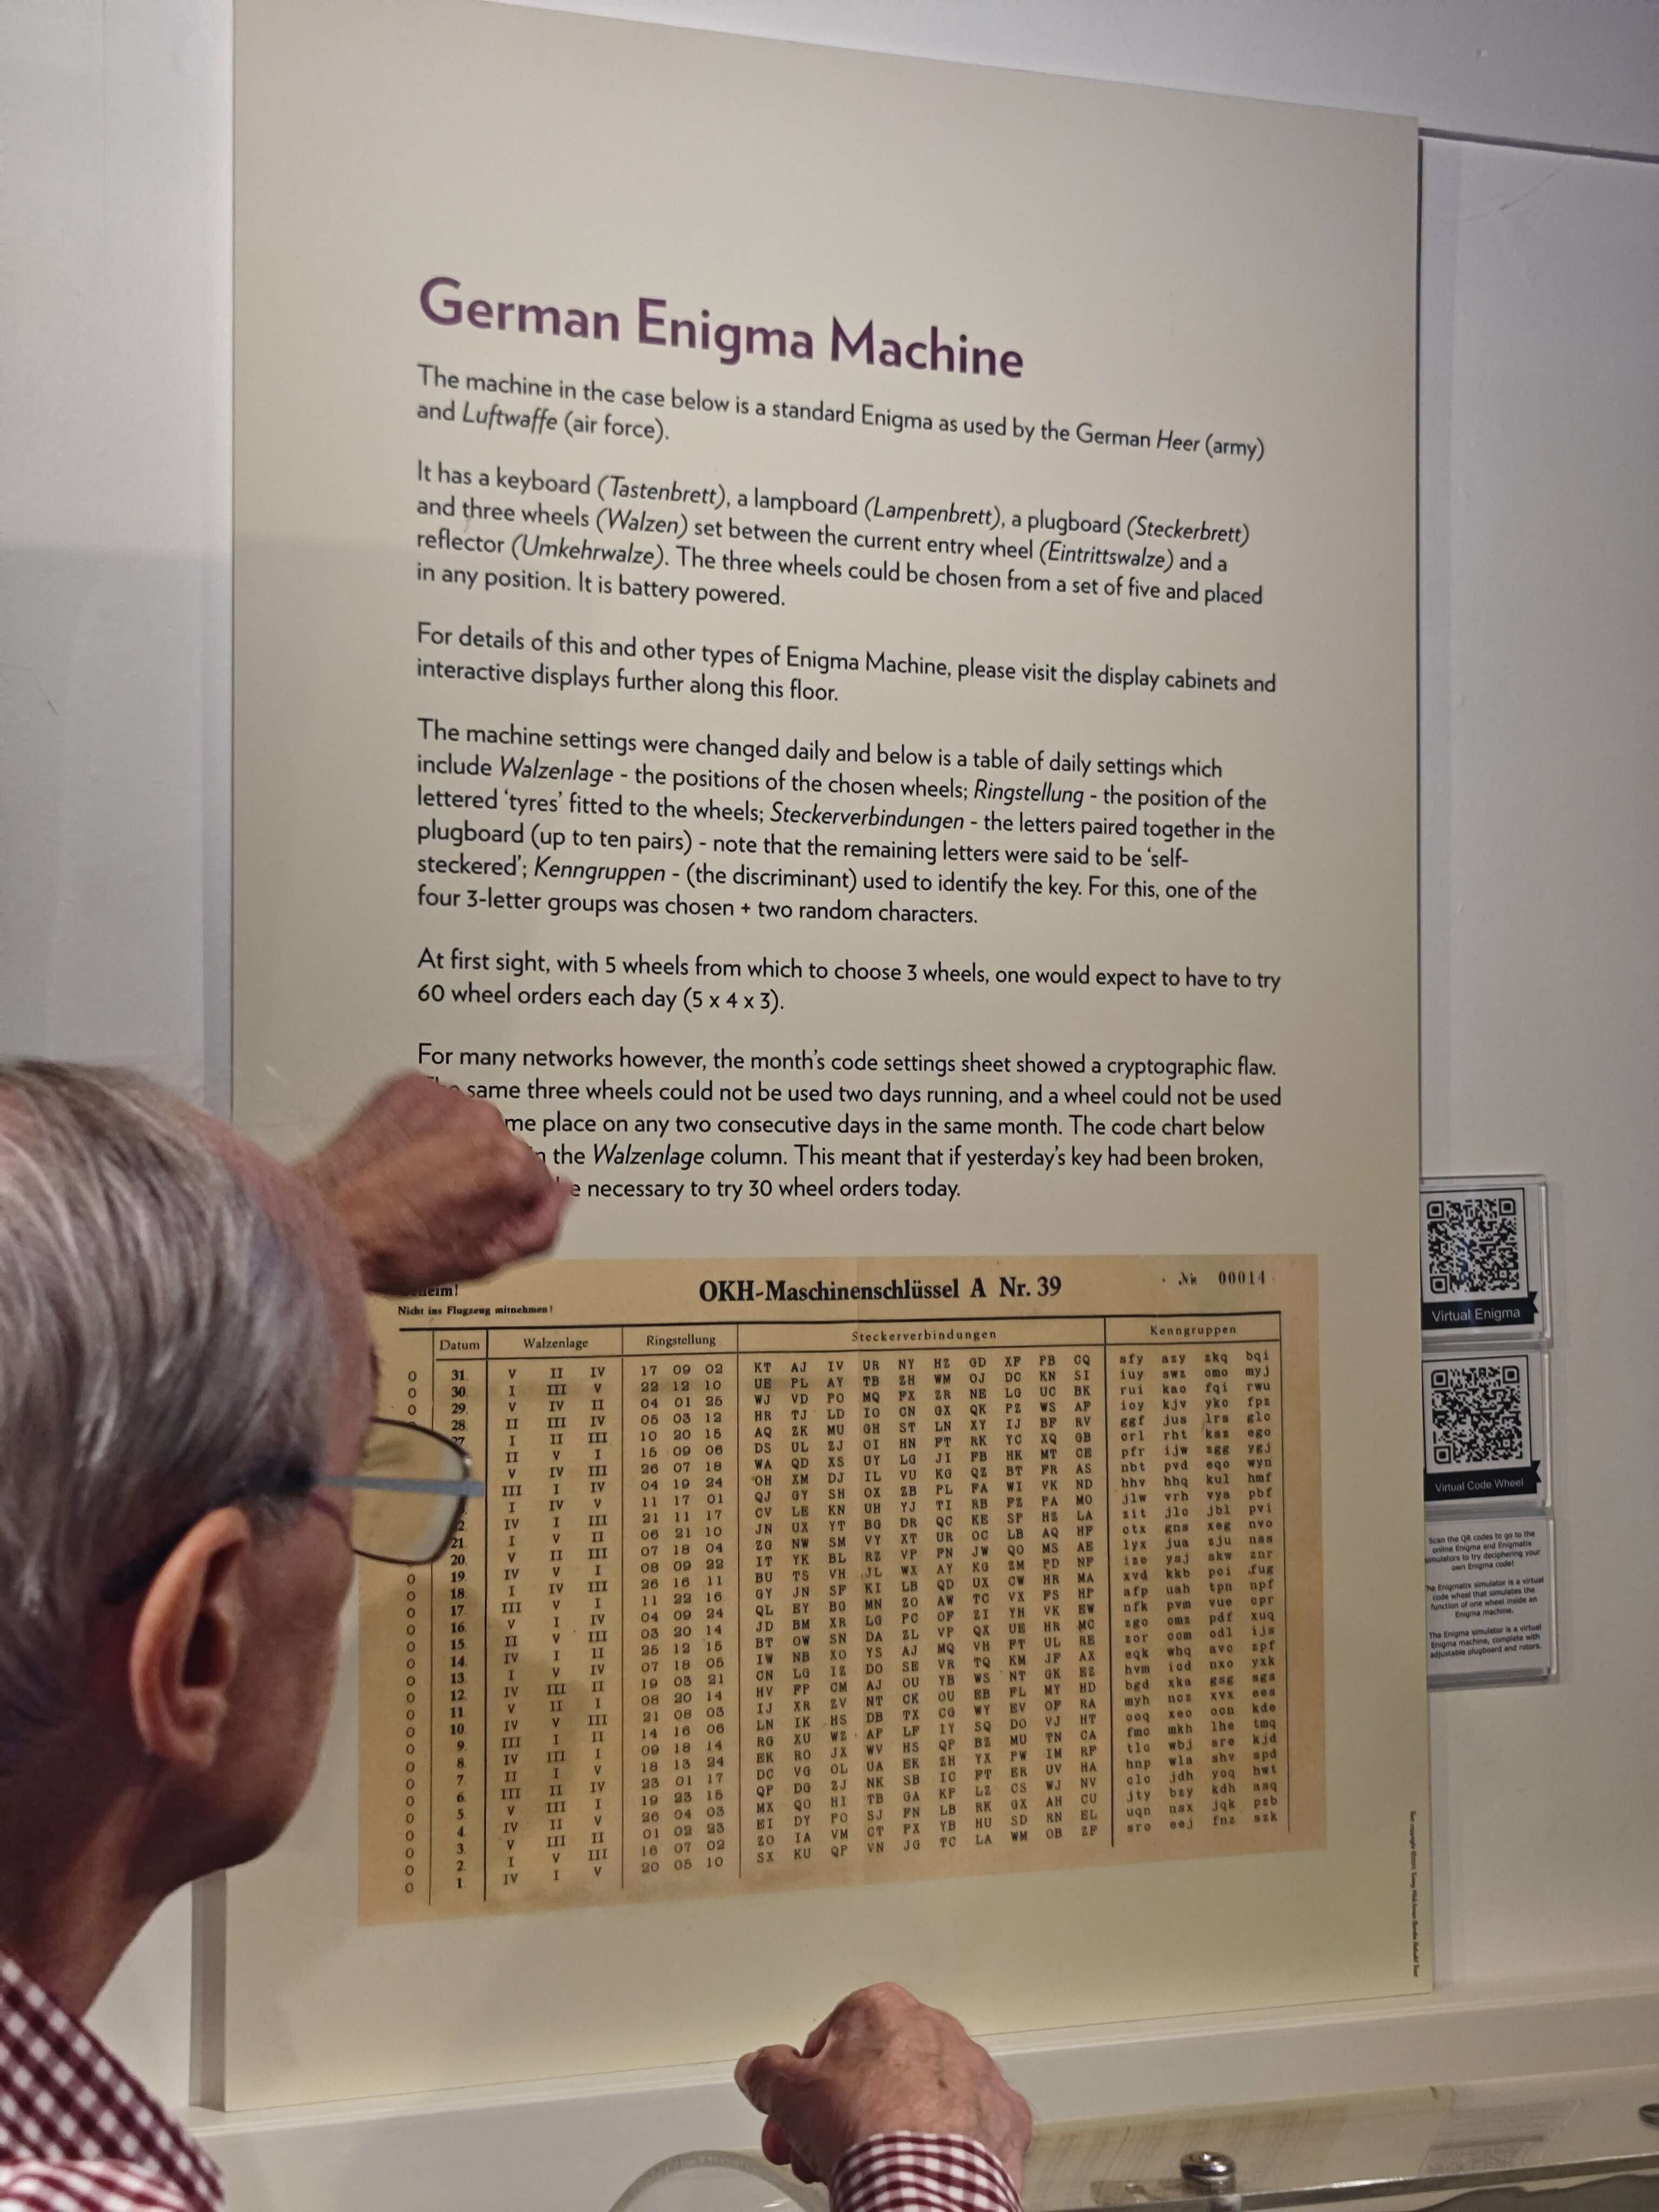 German Enigma Machine
The machine in the case below is a standard Enigma as used by the German Heer (army)
and Luftwaffe (air force).
It has a keyboard (Tastenbrett), a lampboard (Lampenbrett), a plugboard (Steckerbrett)
and three wheels (Walzen) set between the current entry wheel (Eintrittswalze) and a
reflector (Umkehrwalze). The three wheels could be chosen from a set of five and placed
in any position. It is battery powered.
For details of this and other types of Enigma Machine, please visit the display cabinets and
interactive displays further along this floor.
The machine settings were changed daily and below is a table of daily settings which
include Walzenlage - the positions of the chosen wheels; Ringstellung - the position of the
lettered ‘tyres’ fitted to the wheels; Steckerverbindungen - the letters paired together in the
plugboard (up to ten pairs) - note that the remaining letters were said to be ‘self-
steckered’; Kenngruppen - (the discriminant) used to identify the key. For this, one of the
four 3-letter groups was chosen + two random characters.
At first sight, with 5 wheels from which to choose 3 wheels, one would expect to have to try
60 wheel orders each day (5 x 4 x 3).
For many networks however, the month’s code settings sheet showed a cryptographic flaw.
same three wheels could not be used two days running, and a wheel could not be used
place on any two consecutive days in the same month. The code chart below
the Walzenlage column. This meant that if yesterday’s key had been broken,
necessary to try 30 wheel orders today.
OKH-Maschinenschlüssel A Nr. 39 № 00014
Nicht ins Flugzeug mitnehmen!
Datum Walzenlage Ringstellung Steckerverbindungen Kenngruppen
31. V II IV 17 09 02 KT AJ IV UR NY HZ GD XF PB CQ sfy azy zkq bqi
30. I III V 22 12 10 UE PL AY TB ZH WM OJ DC KN SI iuy swz omo myj
29. V IV II 04 01 25 WJ VD PO MQ FX ZR NE LG UC BK rui kao fqi rwu
28. II III IV 05 03 12 HR TJ LD IO CN GX QK PZ WS AP ioy kjv yko fpz
27. I II III 10 20 15 AQ ZK MU GH ST LN XY IJ BF RV ggf jus lrs glo
II V I 15 09 06 DS UL ZJ OI HN FT RK YC XQ GB orl rht ksz ego
V IV III 26 07 18 WA QD XS UY LG JI FB HK MT CE pfr ijw zgg ygj
III I IV 04 19 24 OH XM DJ IL VU KG QZ BT FR AS nbt pvd eqo wyn
I IV V 11 17 01 QJ GY SH OX ZB PL FA WI VK ND hhv hhq kul hmf
IV I III 21 11 17 CV LE KN UH YJ TI RB FZ PA MO jlw vrh vya pbf
21. I V II 06 21 10 JN UX YT BG DR QC KE SF HZ LA zit jlo jbl pvi
20. V II III 07 18 04 ZG NW SM VY XT UR OC LB AQ HF ctx gns xeg nvo
19. IV V I 08 09 22 IT YK BL RZ VP FN JW QO MS AE lyx jua sju nss
18. I IV III 26 16 11 BU TS VH JL WX AY KG ZM PD NF ize ysj skw znr
17. III V I 11 22 16 GY JN SF KI LB QD UX CW HR MA xvd kkb poi fug
16. V I IV 04 09 24 QL EY BG MN ZO AW TC VX FS HP afp uah tpn npf
15. II V III 03 20 14 JD BM XR LG PC OF ZI YH VK EW nfk pvm vue opr
14. IV I II 25 12 15 BT OW SN DA ZL VP QX UE HR MC zgo omz pdf xuq
13. I V IV 07 18 05 IW NB XO YS AJ MQ VH FT UL RE zor oom odl ijs
12. IV III II 19 03 21 CN LG IZ DO SE VR TQ KM JF AX eqk whq avo zpf
11. V II I 08 20 14 HV FP CM AJ OU YB WS NT GK EZ hvm iod nxo yxk
10. IV V III 21 08 03 IJ XR ZV NT CK OU EB FL MY HD bgd xka gsg sgs
9. III I II 14 16 06 LN IK HS DB TX CG WY EV OF RA myh noz xvx ees
8. IV III I 09 18 14 RG XU WZ AP LF IY SQ DO VJ HT ooq xeo oon kde
7. II I V 18 13 24 EK RO JX WV HS QP BZ MU TN CA fmc mkh lhe tmq
6. III II IV 23 01 17 DC VG OL UA EK ZH YX FW IM RF tlo wbj sre kjd
5. V III I 19 23 15 QP DG ZJ NK SB IC FT ER UV HA hnp wla shv spd
4. IV II V 26 04 03 MX QO HI TB GA KP LZ CS WJ NV clc jdh yoq hwt
3. V III II 01 02 23 EI DY PO SJ FN LB RK GX AH CU jty bzy kdh asq
2. I V III 16 07 02 ZO IA VM CT PX YB HU SD RN EL uqn nsx jqk pzb
1. IV I V 20 05 10 SX KU QP VN JG TC LA WM OB ZF sro eej fnz szk
Virtual Enigma
Virtual Code Wheel
Scan the QR codes to go to the
online Enigma and Enigmatix
simulators to try deciphering your
own Enigma code!
The Enigmatix simulator is a virtual
code wheel that simulates the
function of one wheel inside an
Enigma machine.
The Enigma simulator is a virtual
Enigma machine, complete with
adjustable plugboard and rotors.